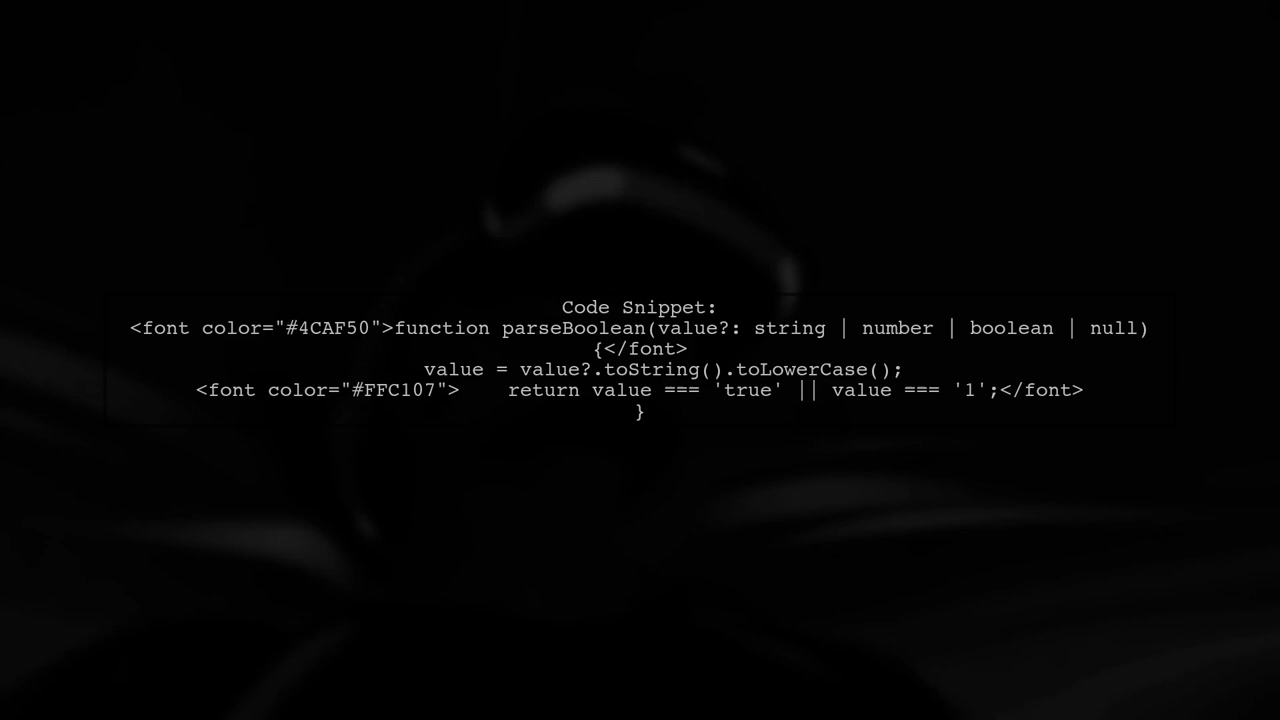 Code Snippet:
<font color="#4CAF50">function parseBoolean(value?: string | number | boolean | null)
{</font>
value = value?.toString().toLowerCase();
<font color="#FFC107">    return value === 'true' || value === '1';</font>
}